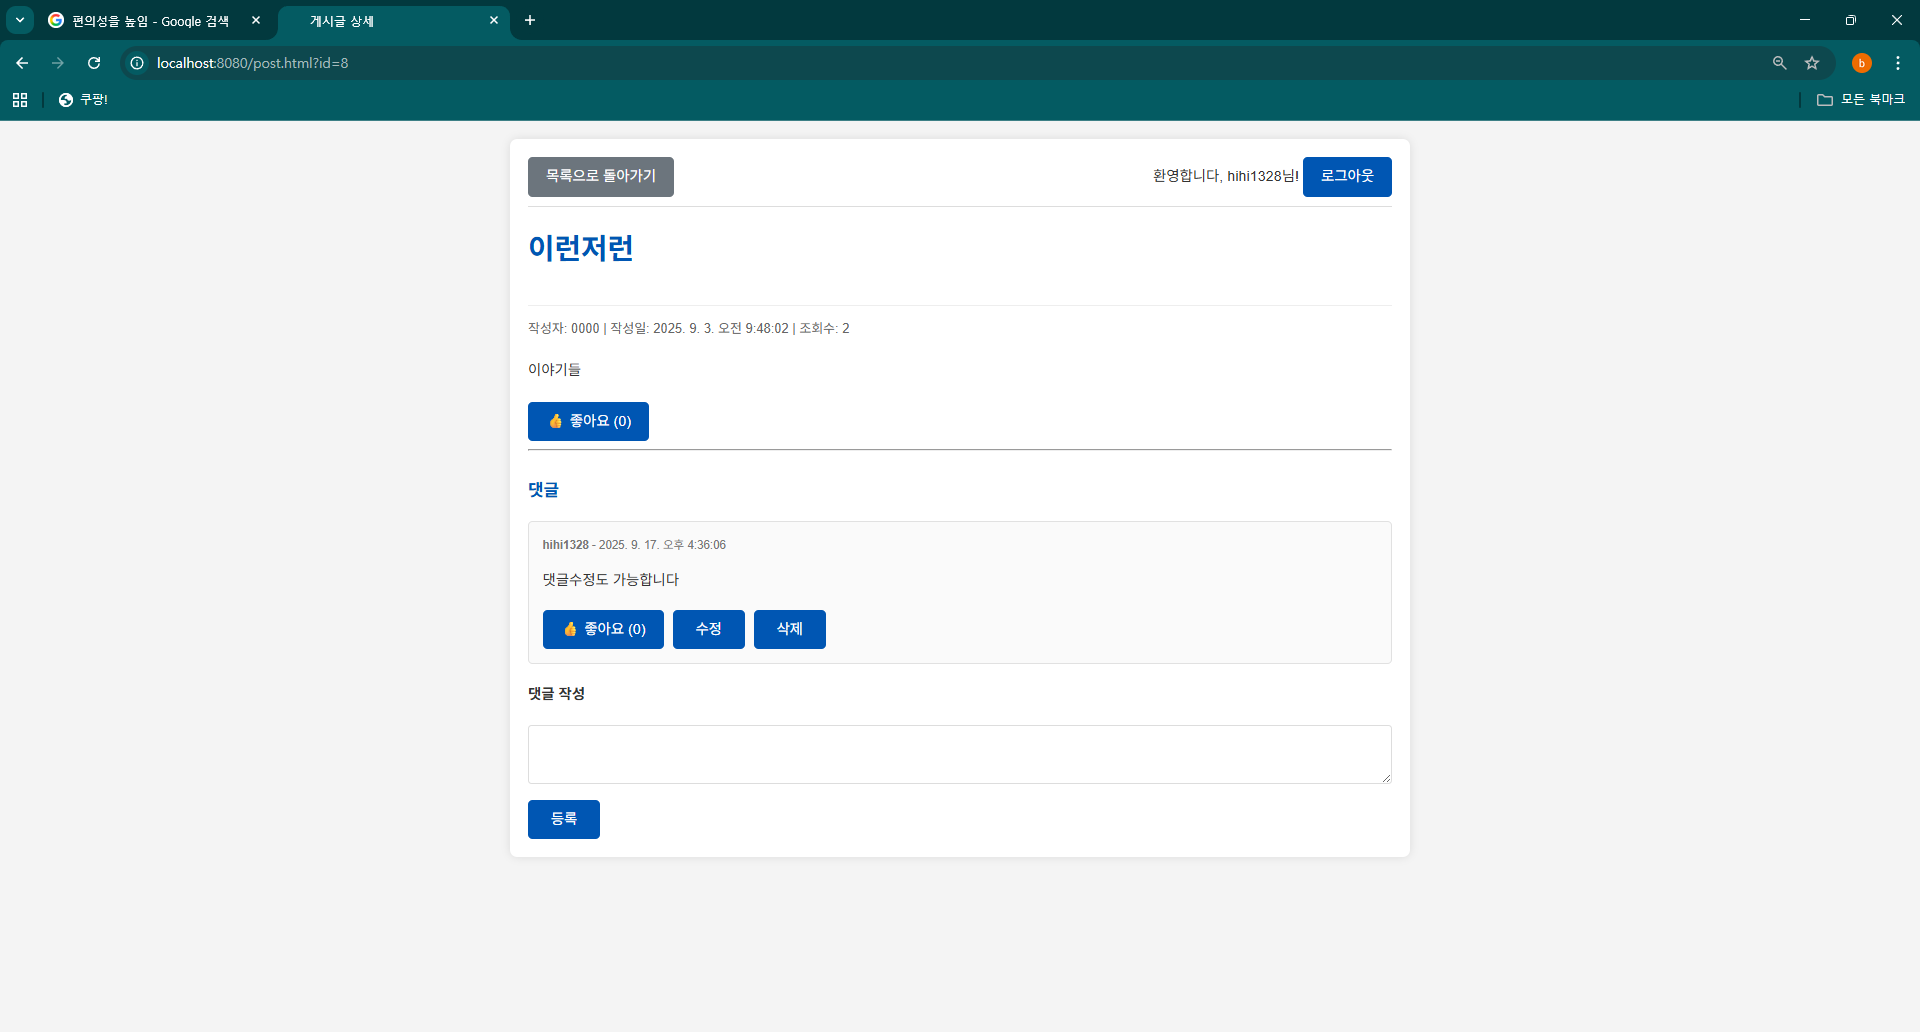 편의성을 높임 - Google 검색
게시글 상세
localhost:8080/post.html?id=8
b
쿠팡!
모든 북마크
목록으로 돌아가기
환영합니다, hihi1328님! 로그아웃
이런저런
작성자: 0000 | 작성일: 2025. 9. 3. 오전 9:48:02 | 조회수: 2
이야기들
👍 좋아요 (0)
댓글
hihi1328 - 2025. 9. 17. 오후 4:36:06
댓글수정도 가능합니다
👍 좋아요 (0) 수정 삭제
댓글 작성
등록